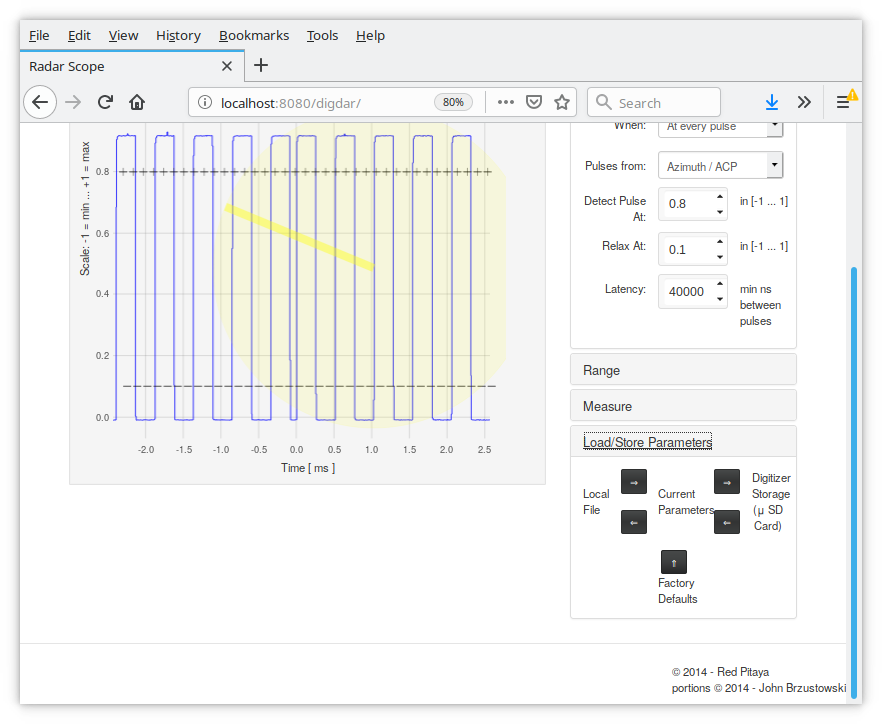 File Edit View History Bookmarks Tools Help
Radar Scope
localhost:8080/digdar/ 80% Search
Scale: -1 = min ... +1 = max
0.8
0.6
0.4
0.2
0.0
-2.0 -1.5 -1.0 -0.5 0.0 0.5 1.0 1.5 2.0 2.5
Time [ ms ]
When: At every pulse
Pulses from: Azimuth / ACP
Detect Pulse
At: 0.8 in [-1 ... 1]
Relax At: 0.1 in [-1 ... 1]
Latency: 40000 min ns
between
pulses
Range
Measure
Load/Store Parameters
Local
File
⇒
⇐
Current
Parameters
⇒
⇐
Digitizer
Storage
(μ SD
Card)
⇑
Factory
Defaults
© 2014 - Red Pitaya
portions © 2014 - John Brzustowski